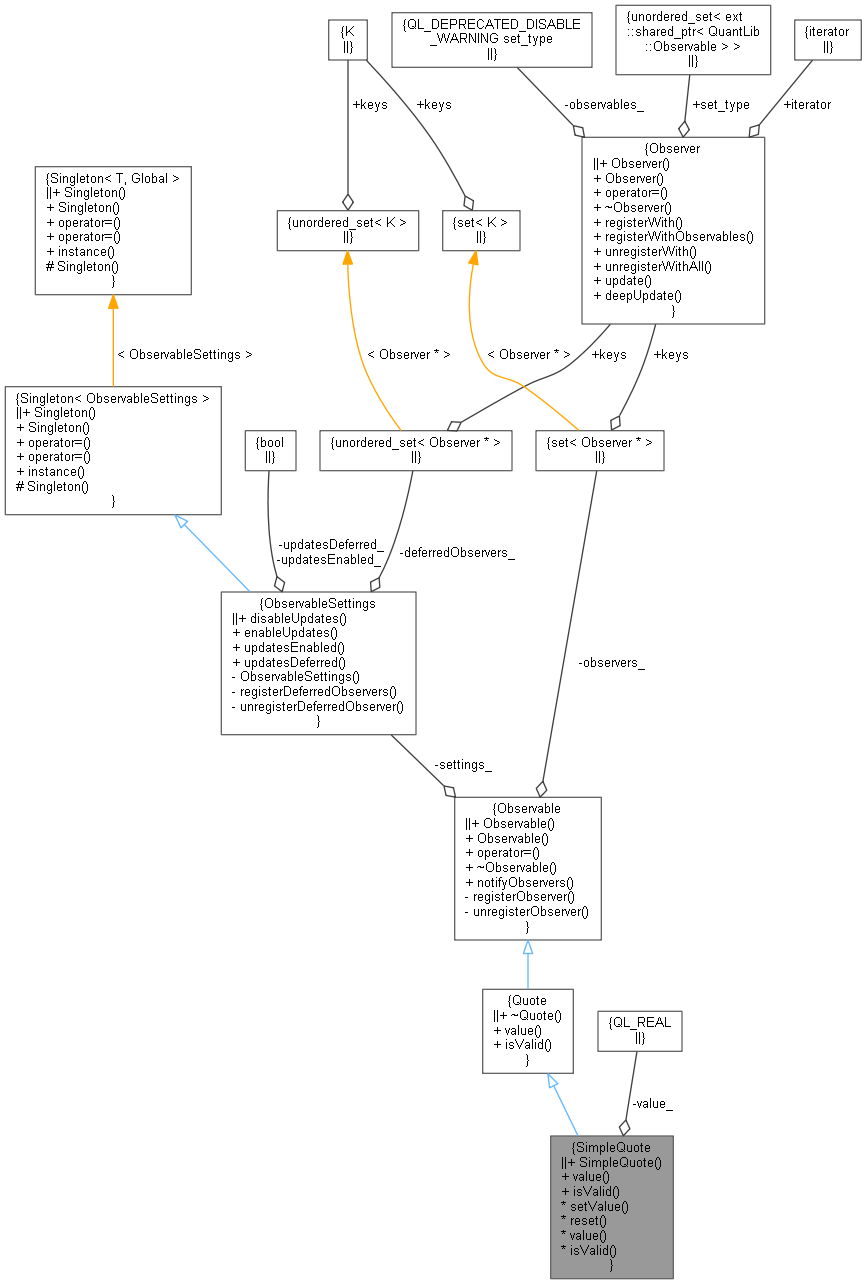 {K
||}
{QL_DEPRECATED_DISABLE
_WARNING set_type
||}
{unordered_set< ext
::shared_ptr< QuantLib
::Observable > >
||}
{iterator
||}
+keys
+keys
-observables_
+set_type
+iterator
{Observer
||+ Observer()
+ Observer()
+ operator=()
+ ~Observer()
+ registerWith()
+ registerWithObservables()
+ unregisterWith()
+ unregisterWithAll()
+ update()
+ deepUpdate()
}
{Singleton< T, Global >
||+ Singleton()
+ Singleton()
+ operator=()
+ operator=()
+ instance()
# Singleton()
}
{unordered_set< K >
||}
{set< K >
||}
< ObservableSettings >
< Observer * >
< Observer * >
+keys
+keys
{Singleton< ObservableSettings >
||+ Singleton()
+ Singleton()
+ operator=()
+ operator=()
+ instance()
# Singleton()
}
{bool
||}
{unordered_set< Observer * >
||}
{set< Observer * >
||}
-updatesDeferred_
-updatesEnabled_
-deferredObservers_
{ObservableSettings
||+ disableUpdates()
+ enableUpdates()
+ updatesEnabled()
+ updatesDeferred()
- ObservableSettings()
- registerDeferredObservers()
- unregisterDeferredObserver()
}
-observers_
-settings_
{Observable
||+ Observable()
+ Observable()
+ operator=()
+ ~Observable()
+ notifyObservers()
- registerObserver()
- unregisterObserver()
}
{Quote
||+ ~Quote()
+ value()
+ isValid()
}
{QL_REAL
||}
-value_
{SimpleQuote
||+ SimpleQuote()
+ value()
+ isValid()
* setValue()
* reset()
* value()
* isValid()
}